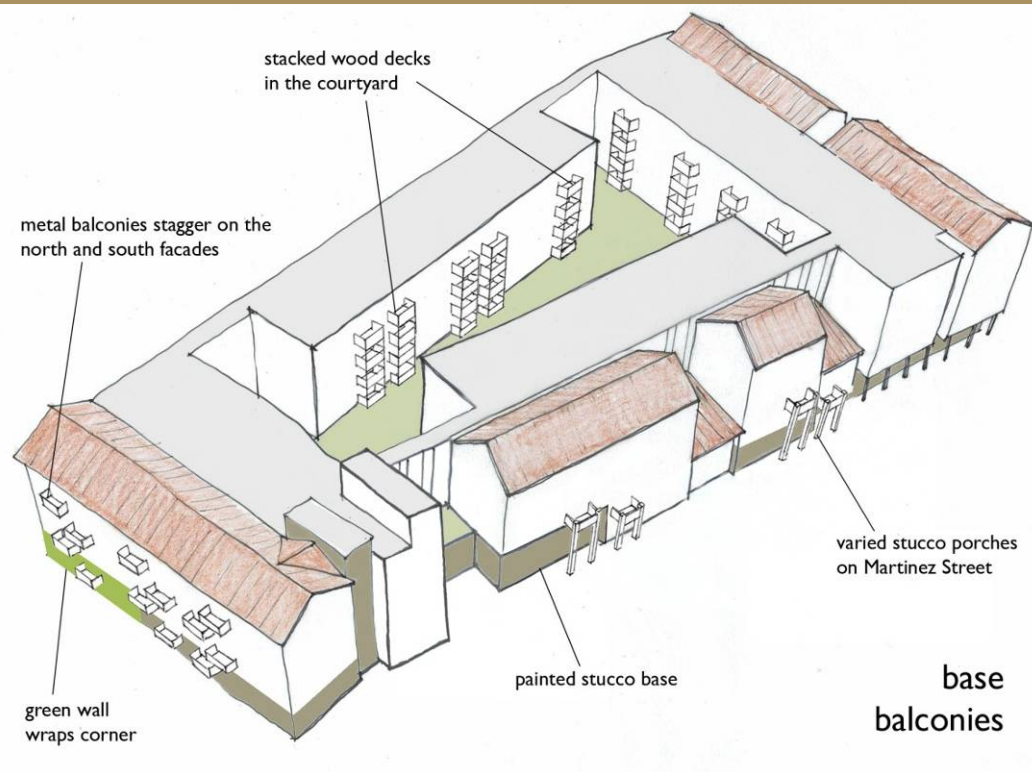 stacked wood decks
in the courtyard
metal balconies stagger on the
north and south facades
varied stucco porches
on Martinez Street
painted stucco base
green wall
wraps corner
base
balconies